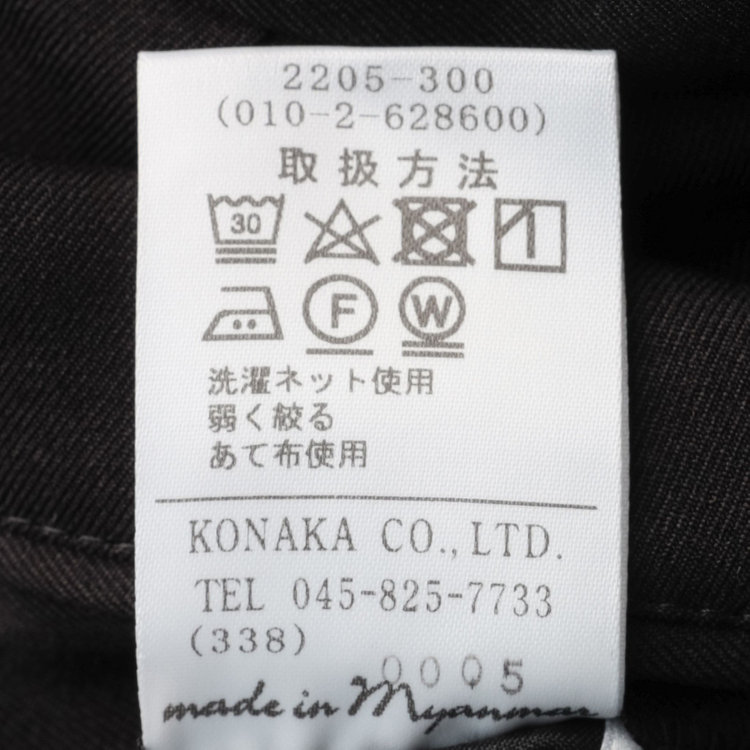 2205-300
(010-2-628600)
取扱方法
30
F W
洗濯ネット使用
弱く絞る
あて布使用
KONAKA CO.,LTD.
TEL 045-825-7733
(338)
0005
made in Myanmar